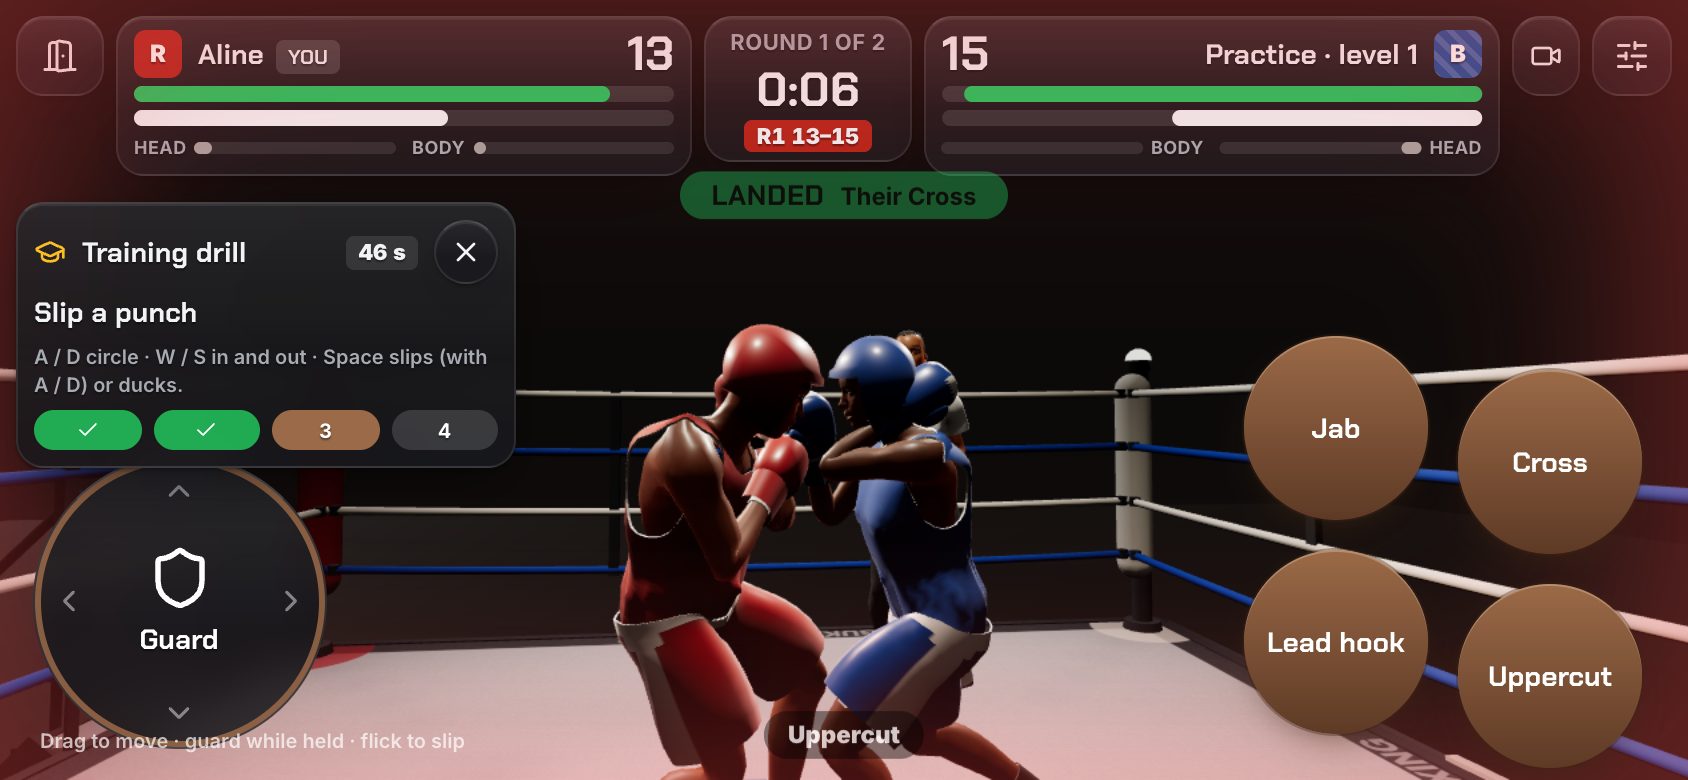 R Aline YOU 13
ROUND 1 OF 2
0:06
R1 13–15
15 Practice · level 1 B
HEAD BODY
BODY HEAD
LANDED Their Cross
Training drill 46 s
Slip a punch
A / D circle · W / S in and out · Space slips (with
A / D) or ducks.
3 4
Guard
Drag to move · guard while held · flick to slip
Jab
Cross
Lead hook
Uppercut
Uppercut